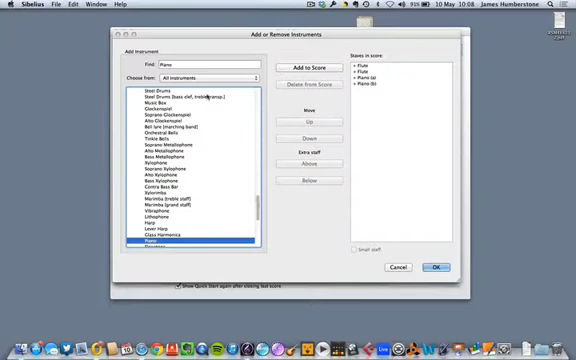 Sibelius File Edit Window Help
91%
10 May 10:08
James Humberstone
Add or Remove Instruments
Add Instrument
Find: Piano
Choose from: All Instruments
Steel Drums
Steel Drums [bass clef, treble transp.]
Music Box
Glockenspiel
Soprano Glockenspiel
Alto Glockenspiel
Bell lyre [marching band]
Orchestral Bells
Tinkle Bells
Soprano Metallophone
Alto Metallophone
Bass Metallophone
Xylophone
Soprano Xylophone
Alto Xylophone
Bass Xylophone
Contra Bass Bar
Xylorimba
Marimba [treble staff]
Marimba [grand staff]
Vibraphone
Lithophone
Harp
Lever Harp
Glass Harmonica
Piano
Add to Score
Delete from Score
Move
Up
Down
Extra staff
Above
Below
Staves in score:
+ Flute
+ Flute
+ Piano (a)
+ Piano (b)
Small staff
Cancel
OK
Show Quick Start again after closing last score